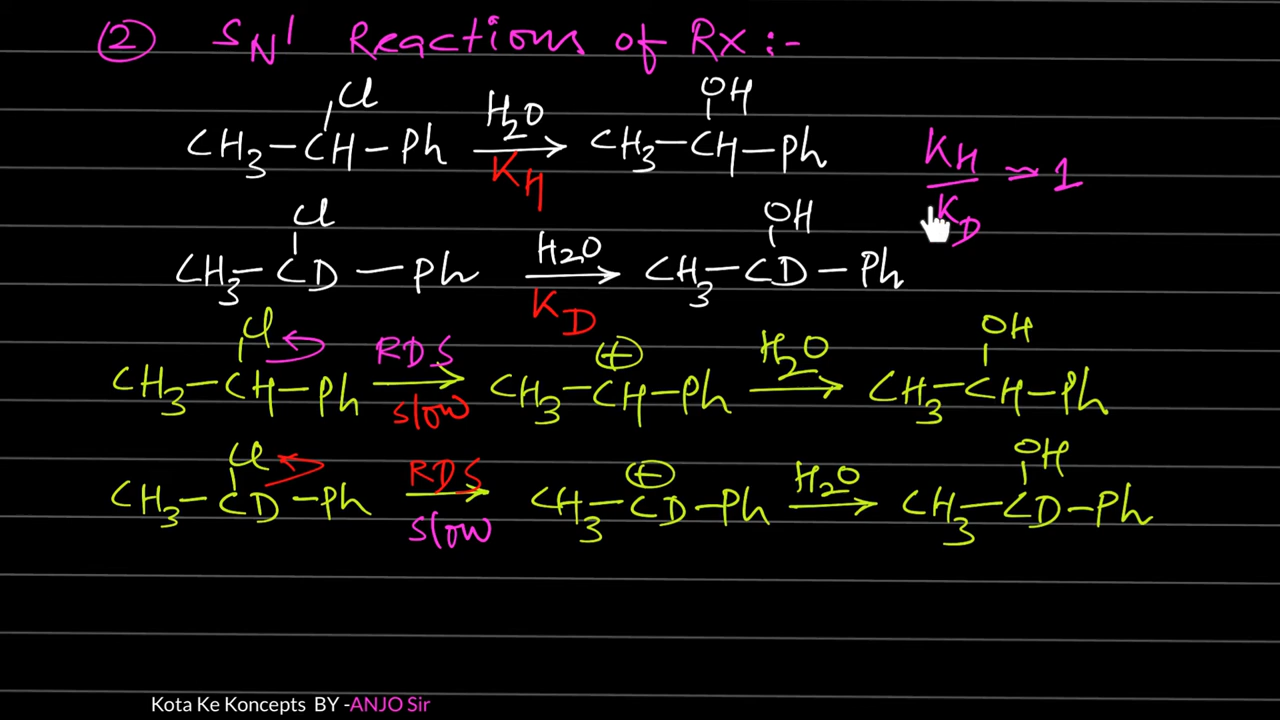 ② SN1 Reactions of RX :-
Cl OH
CH3-CH-Ph H2O KH → CH3-CH-Ph KH/KD ≃ 1
Cl OH
CH3-CD-Ph H2O KD → CH3-CD-Ph
Cl OH
CH3-CH-Ph RDS slow → CH3-CH-Ph ⊕ H2O → CH3-CH-Ph
Cl OH
CH3-CD-Ph RDS slow → CH3-CD-Ph ⊕ H2O → CH3-CD-Ph
Kota Ke Koncepts BY -ANJO Sir